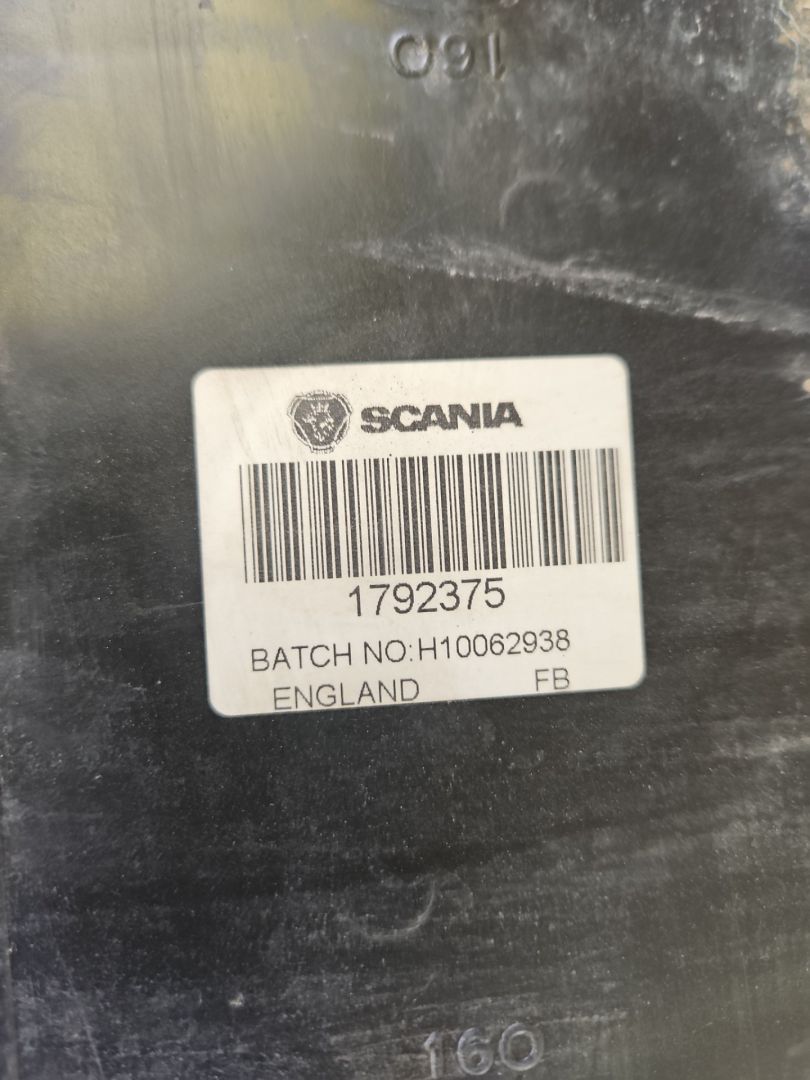 160
SCANIA
1792375
BATCH NO:H10062938
ENGLAND FB
160